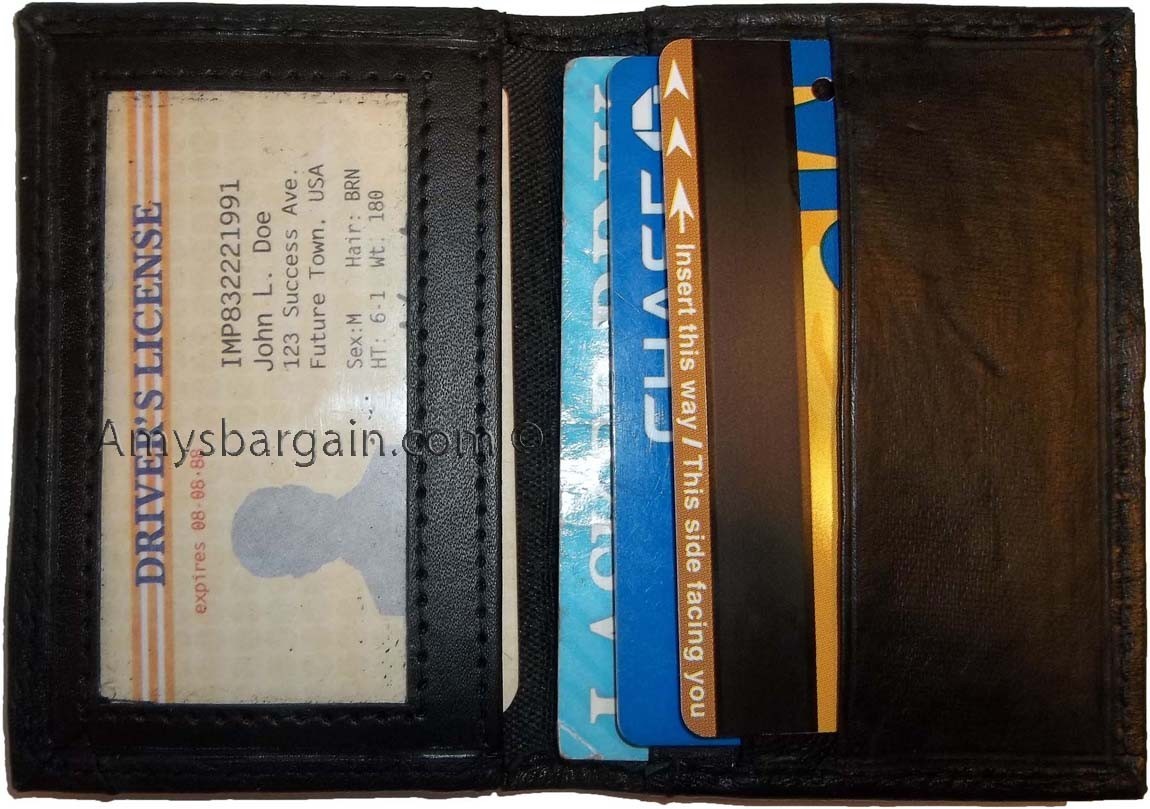 DRIVER'S LICENSE
IMP832221991
John L. Doe
123 Success Ave.
Future Town. USA
Sex:M Hair: BRN
HT: 6-1 Wt: 180
expires 08-08-88
Amysbargain.com ©
CHASE
Insert this way / This side facing you